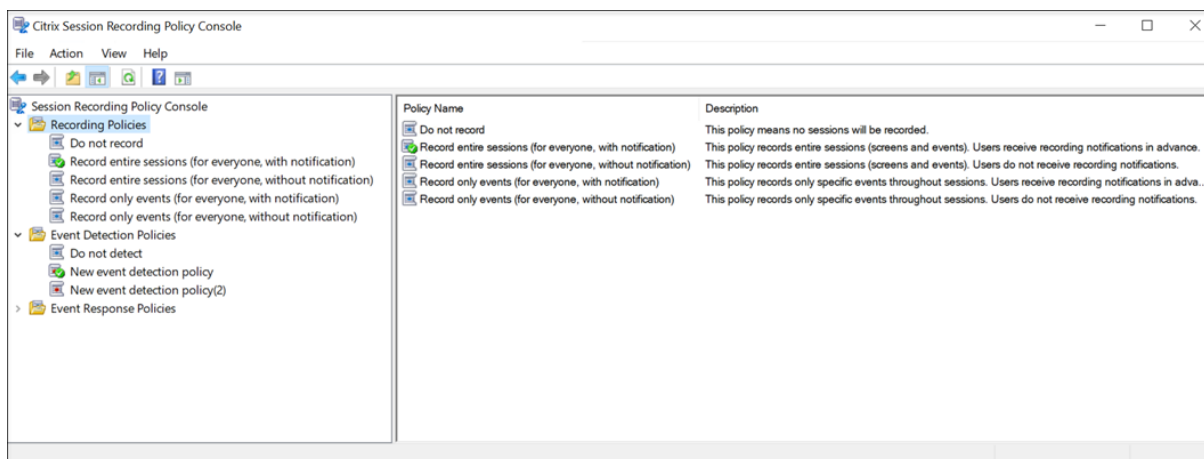 Citrix Session Recording Policy Console
File Action View Help
Session Recording Policy Console
Recording Policies
Do not record
Record entire sessions (for everyone, with notification)
Record entire sessions (for everyone, without notification)
Record only events (for everyone, with notification)
Record only events (for everyone, without notification)
Event Detection Policies
Do not detect
New event detection policy
New event detection policy(2)
Event Response Policies
Policy Name Description
Do not record This policy means no sessions will be recorded.
Record entire sessions (for everyone, with notification) This policy records entire sessions (screens and events). Users receive recording notifications in advance.
Record entire sessions (for everyone, without notification) This policy records entire sessions (screens and events). Users do not receive recording notifications.
Record only events (for everyone, with notification) This policy records only specific events throughout sessions. Users receive recording notifications in adva...
Record only events (for everyone, without notification) This policy records only specific events throughout sessions. Users do not receive recording notifications.